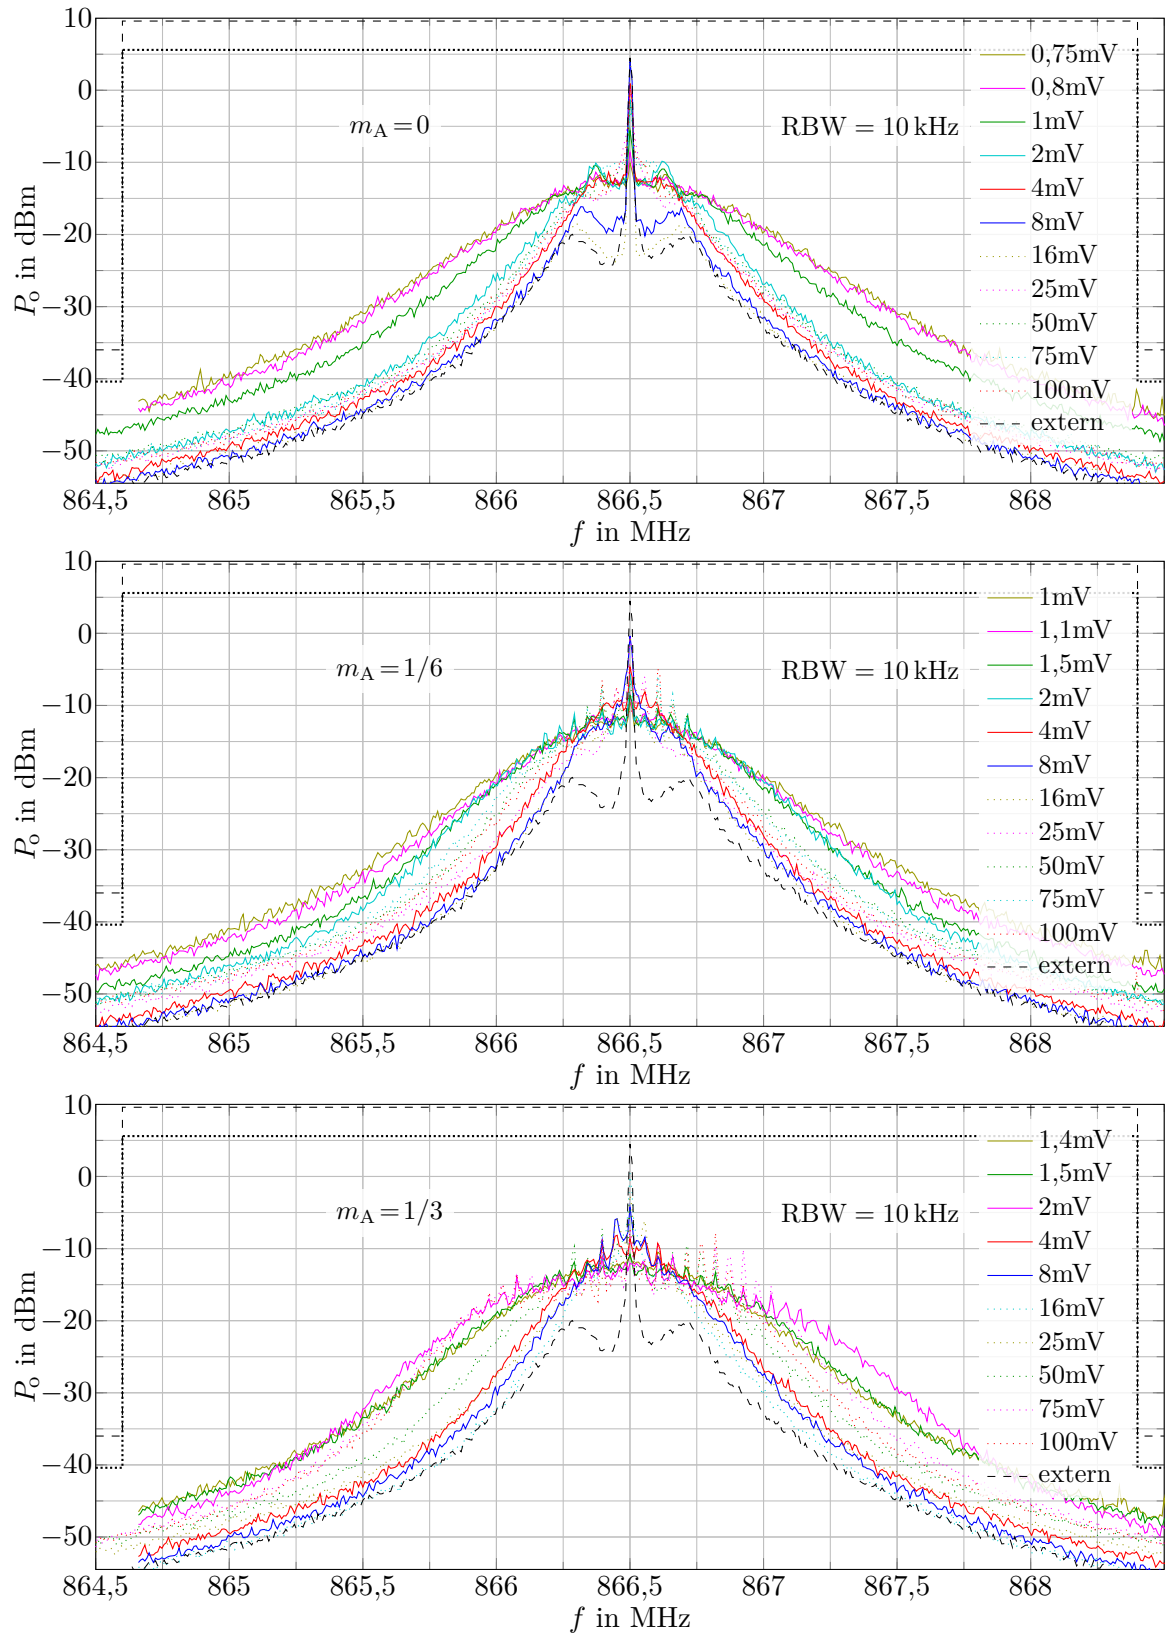 10
0
−10
−20
−30
−40
−50
P_o in dBm
m_A = 0
RBW = 10 kHz
0,75mV
0,8mV
1mV
2mV
4mV
8mV
16mV
25mV
50mV
75mV
100mV
extern
864,5 865 865,5 866 866,5 867 867,5 868
f in MHz
10
0
−10
−20
−30
−40
−50
P_o in dBm
m_A = 1/6
RBW = 10 kHz
1mV
1,1mV
1,5mV
2mV
4mV
8mV
16mV
25mV
50mV
75mV
100mV
extern
864,5 865 865,5 866 866,5 867 867,5 868
f in MHz
10
0
−10
−20
−30
−40
−50
P_o in dBm
m_A = 1/3
RBW = 10 kHz
1,4mV
1,5mV
2mV
4mV
8mV
16mV
25mV
50mV
75mV
100mV
extern
864,5 865 865,5 866 866,5 867 867,5 868
f in MHz